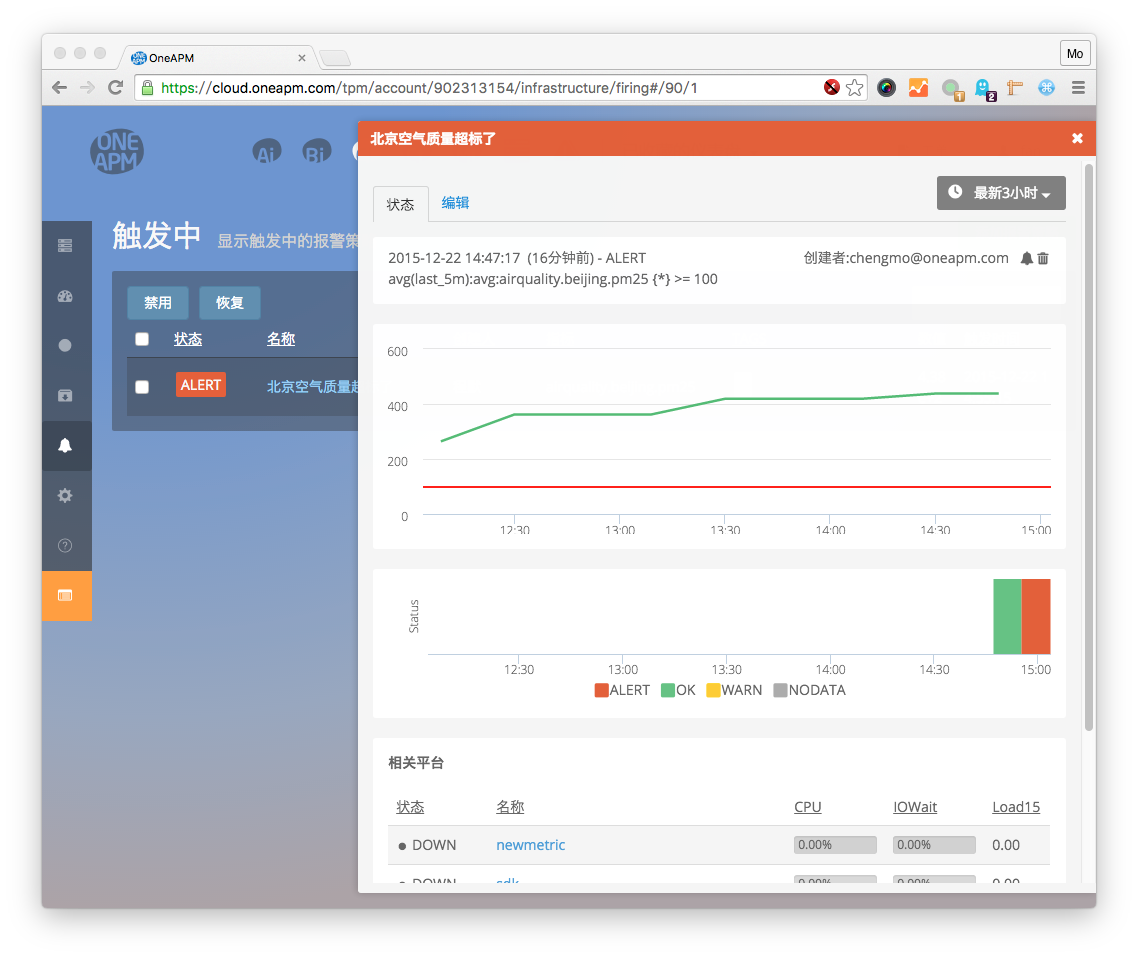 OneAPM
Mo
https://cloud.oneapm.com/tpm/account/902313154/infrastructure/firing#/90/1
1
2
ONE
APM
Ai
Bi
北京空气质量超标了
状态
编辑
最新3小时
触发中
显示触发中的报警策
2015-12-22 14:47:17 (16分钟前) - ALERT
创建者:chengmo@oneapm.com
avg(last_5m):avg:airquality.beijing.pm25 {*} >= 100
禁用
恢复
状态
名称
ALERT
北京空气质量超
600
400
200
0
12:30
13:00
13:30
14:00
14:30
15:00
Status
12:30
13:00
13:30
14:00
14:30
15:00
ALERT
OK
WARN
NODATA
相关平台
状态
名称
CPU
IOWait
Load15
DOWN
newmetric
0.00%
0.00%
0.00
DOWN
sdk
0.00%
0.00%
0.00